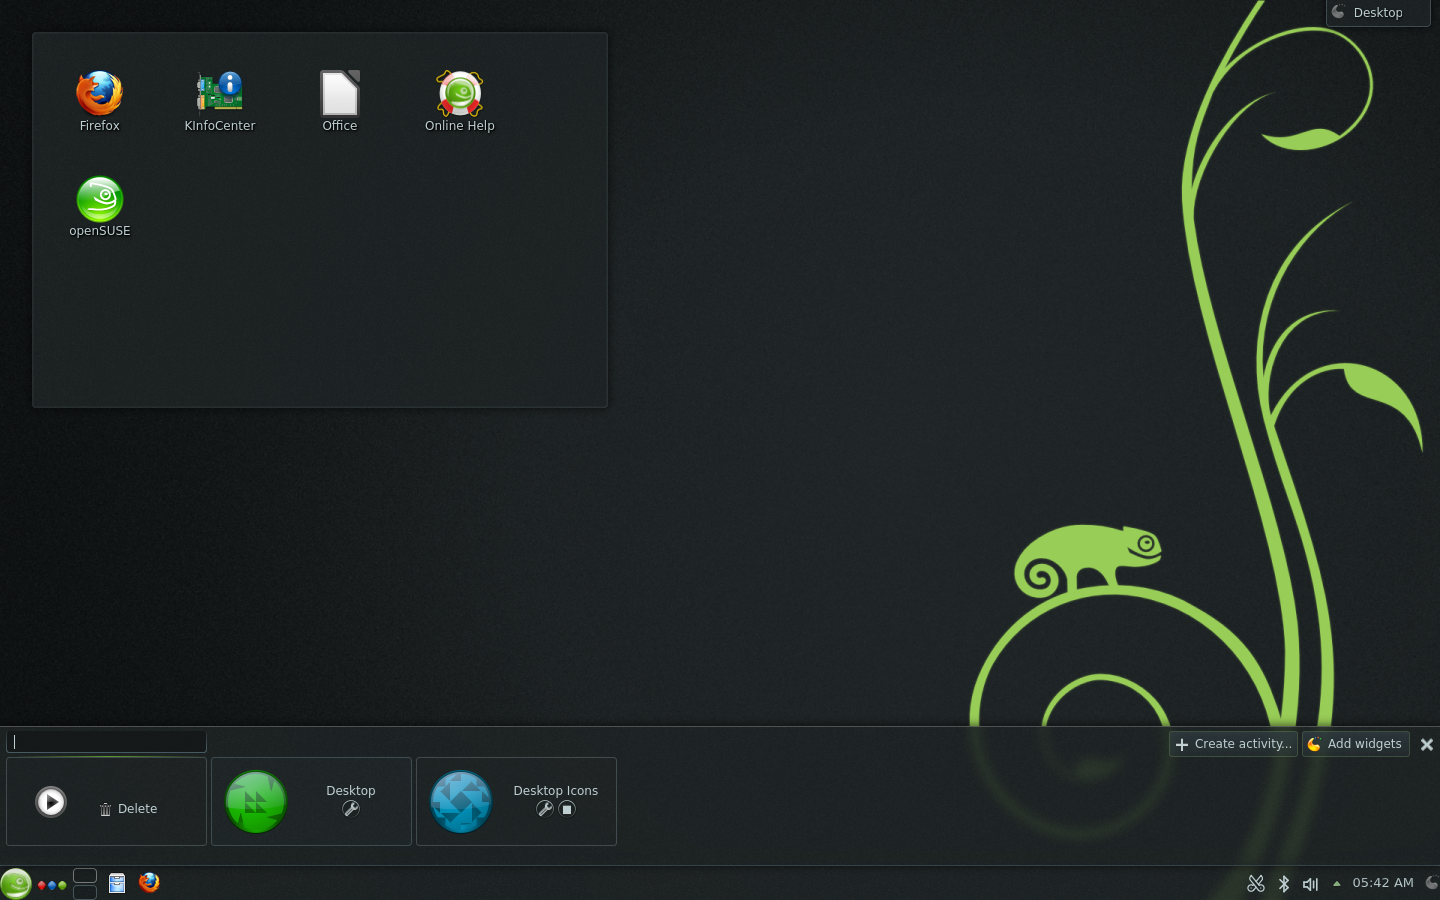 Desktop
Firefox
KInfoCenter
Office
Online Help
openSUSE
Create activity...
Add widgets
Delete
Desktop
Desktop Icons
05:42 AM